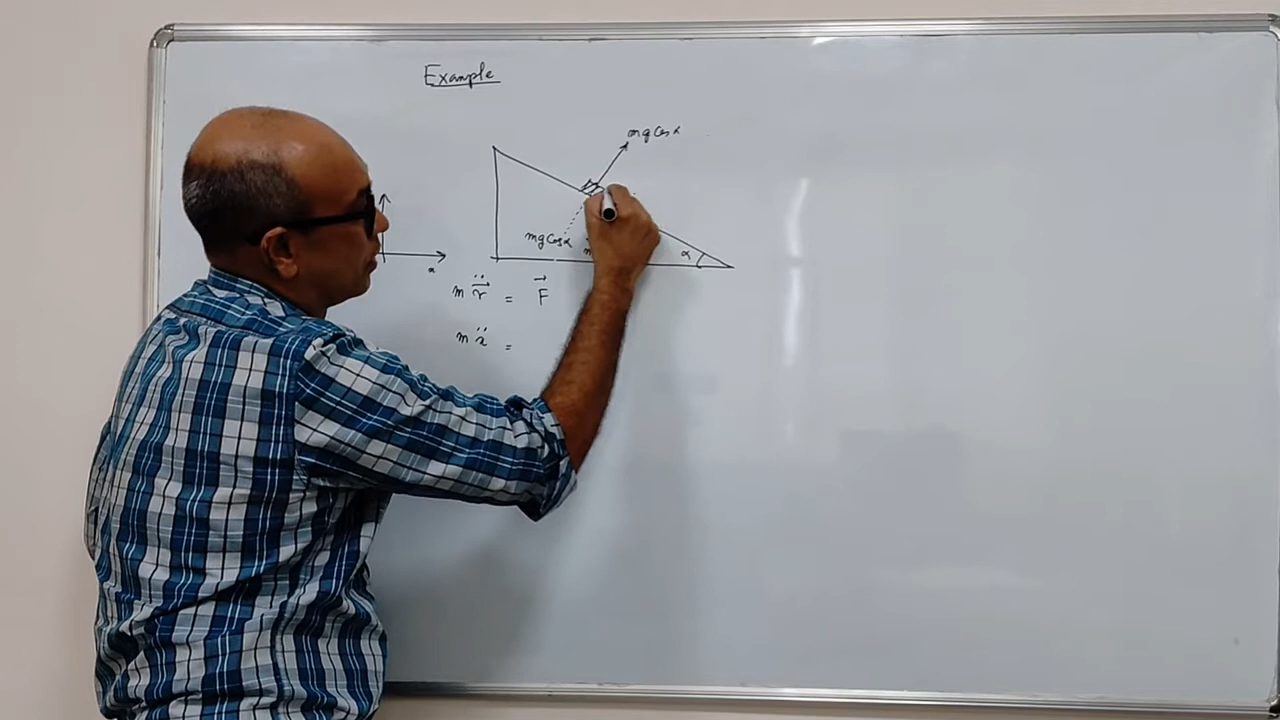 Example
mg Cos α
mg Cos α
α
m r̈⃗ = F⃗
m ẍ =